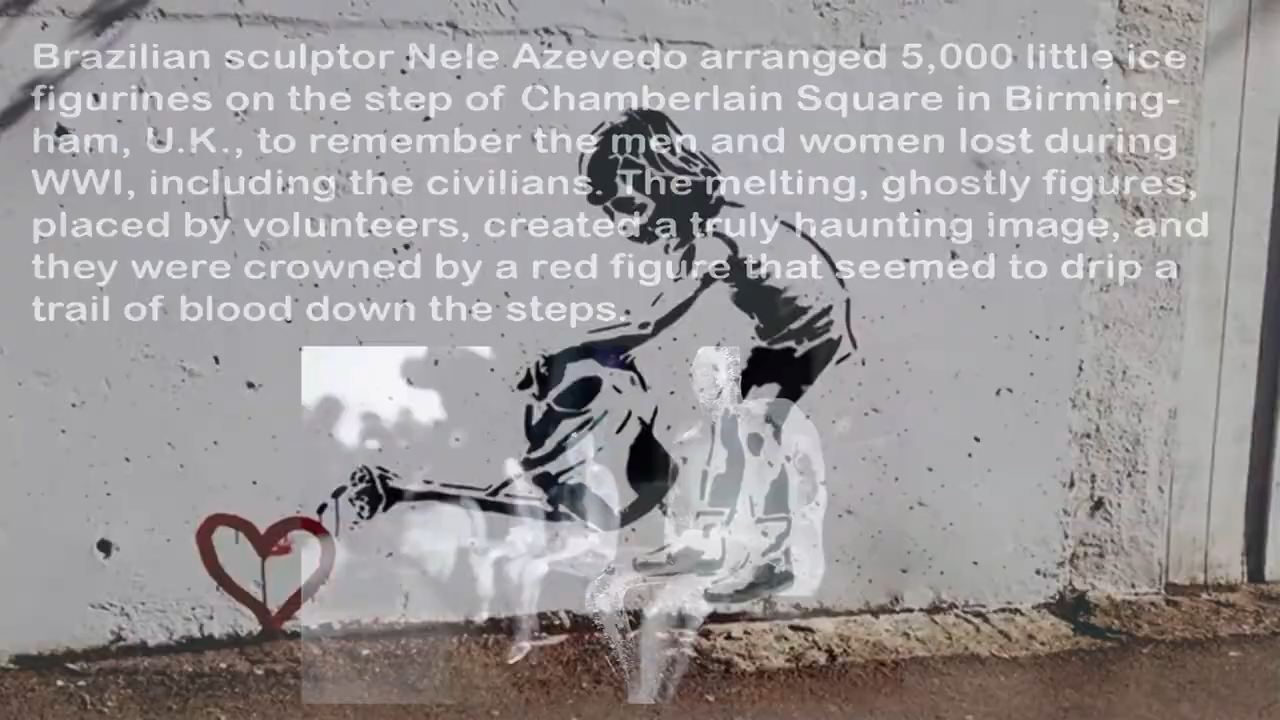 Brazilian sculptor Nele Azevedo arranged 5,000 little ice
figurines on the step of Chamberlain Square in Birming-
ham, U.K., to remember the men and women lost during
WWI, including the civilians. The melting, ghostly figures,
placed by volunteers, created a truly haunting image, and
they were crowned by a red figure that seemed to drip a
trail of blood down the steps.